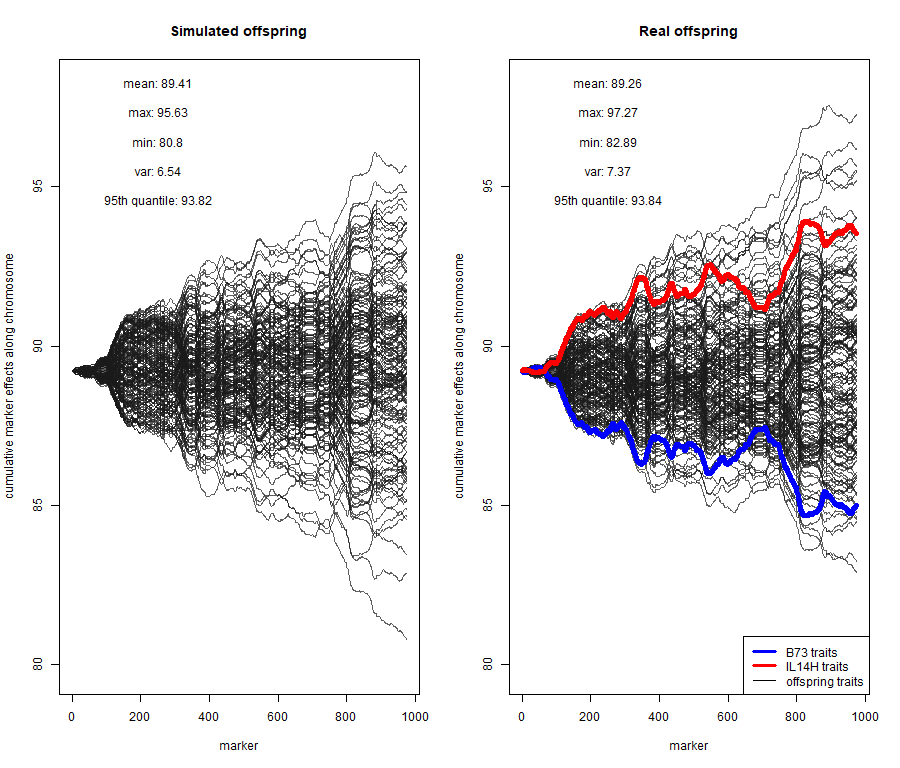 Simulated offspring
mean: 89.41
max: 95.63
min: 80.8
var: 6.54
95th quantile: 93.82
cumulative marker effects along chromosome
80
85
90
95
0
200
400
600
800
1000
marker
Real offspring
mean: 89.26
max: 97.27
min: 82.89
var: 7.37
95th quantile: 93.84
cumulative marker effects along chromosome
80
85
90
95
B73 traits
IL14H traits
offspring traits
0
200
400
600
800
1000
marker